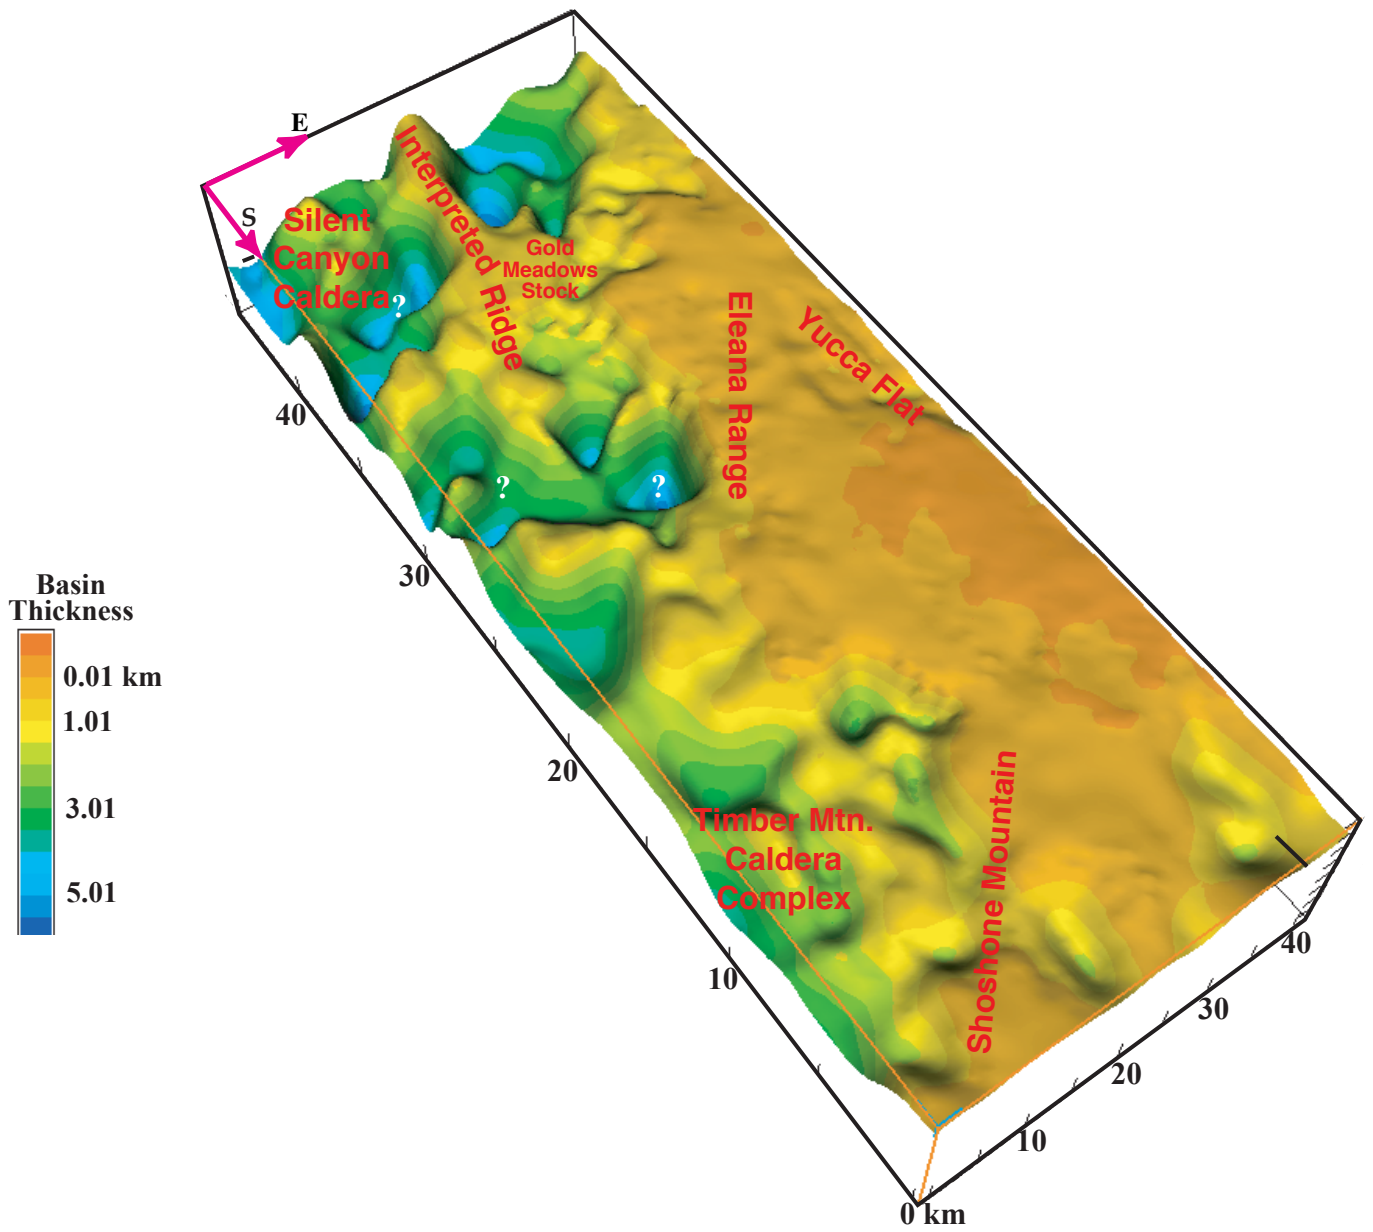 E
S
Silent
Canyon
Caldera
?
Interpreted Ridge
Gold
Meadows
Stock
Eleana Range
Yucca Flat
?
?
40
30
20
10
Basin
Thickness
0.01 km
1.01
3.01
5.01
Timber Mtn.
Caldera
Complex
Shoshone Mountain
40
30
20
10
0 km